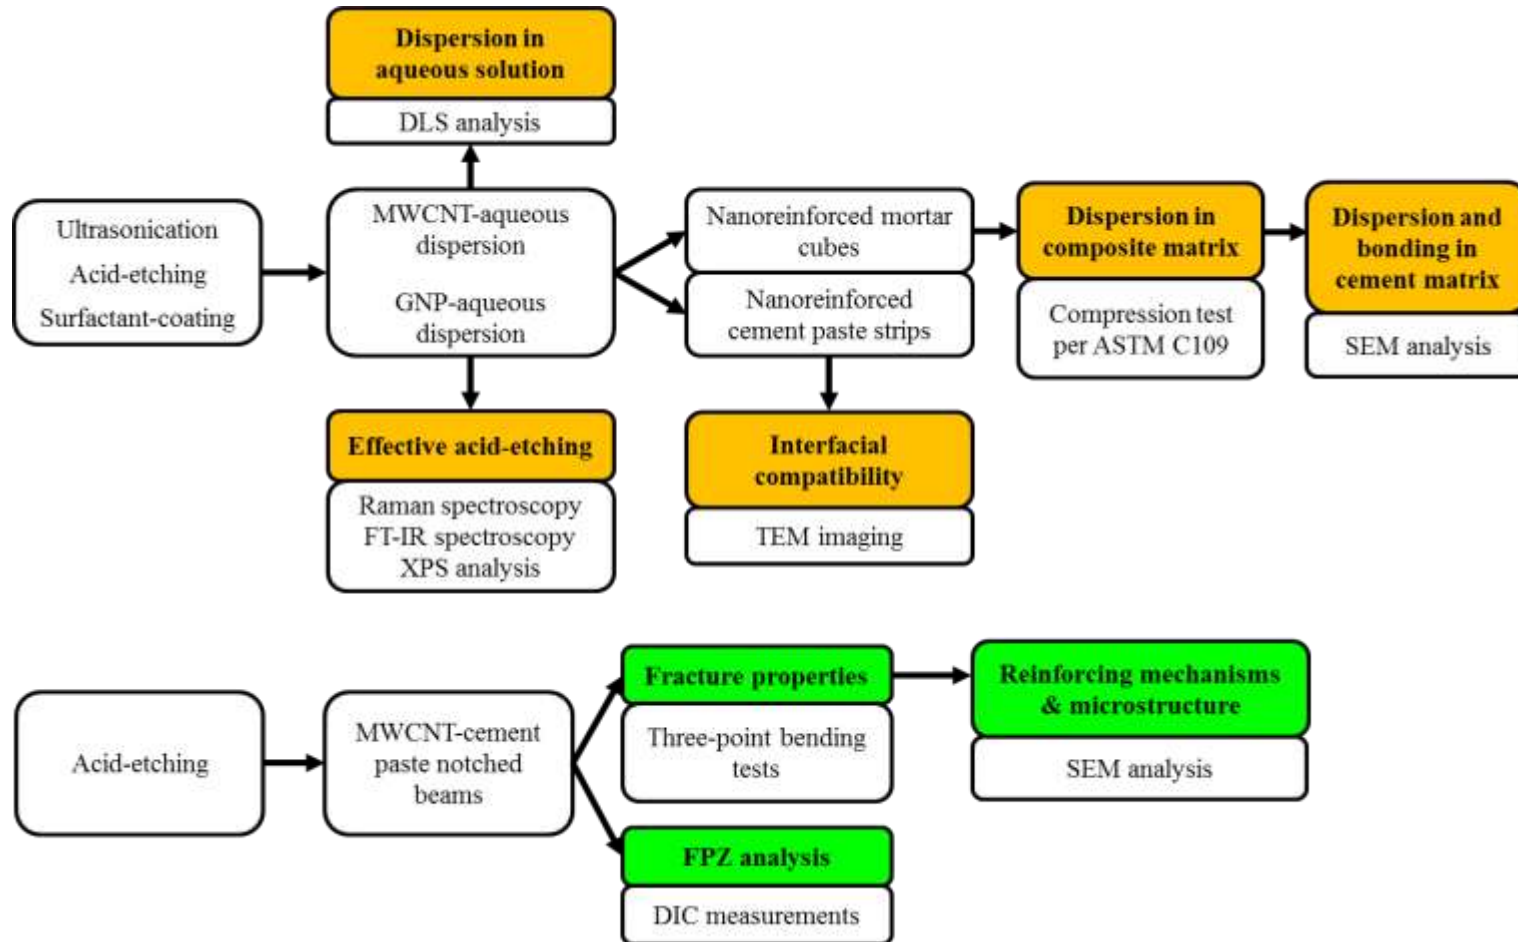 Dispersion in
aqueous solution
DLS analysis
Ultrasonication
Acid-etching
Surfactant-coating
MWCNT-aqueous
dispersion
GNP-aqueous
dispersion
Nanoreinforced mortar
cubes
Nanoreinforced
cement paste strips
Dispersion in
composite matrix
Compression test
per ASTM C109
Dispersion and
bonding in
cement matrix
SEM analysis
Effective acid-etching
Raman spectroscopy
FT-IR spectroscopy
XPS analysis
Interfacial
compatibility
TEM imaging
Acid-etching
MWCNT-cement
paste notched
beams
Fracture properties
Three-point bending
tests
Reinforcing mechanisms
& microstructure
SEM analysis
FPZ analysis
DIC measurements